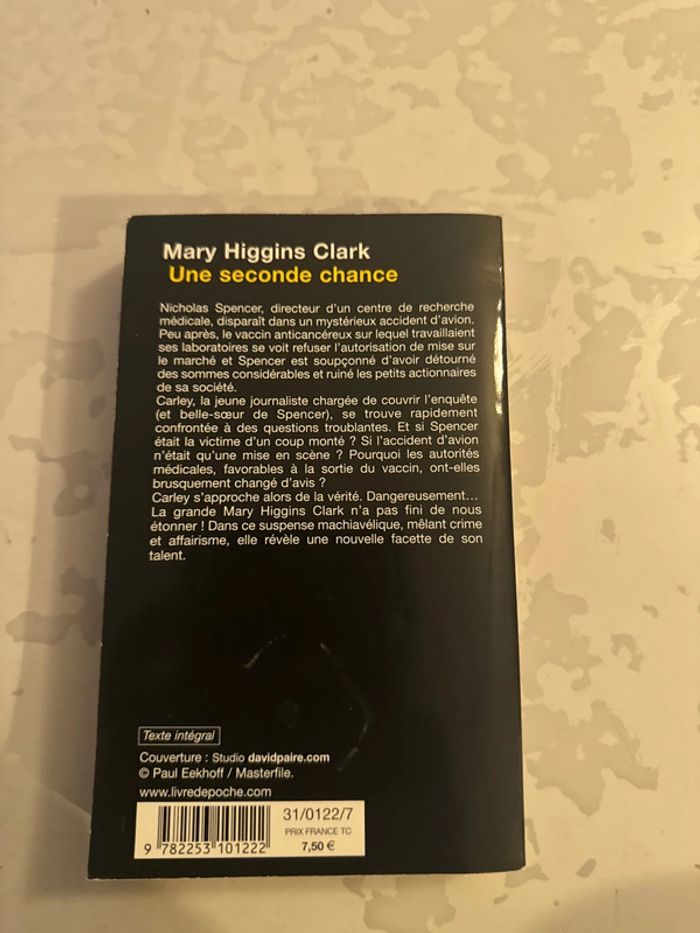 Mary Higgins Clark
Une seconde chance
Nicholas Spencer, directeur d'un centre de recherche
médicale, disparaît dans un mystérieux accident d'avion.
Peu après, le vaccin anticancéreux sur lequel travaillaient
ses laboratoires se voit refuser l'autorisation de mise sur
le marché et Spencer est soupçonné d'avoir détourné
des sommes considérables et ruiné les petits actionnaires
de sa société.
Carley, la jeune journaliste chargée de couvrir l'enquête
(et belle-sœur de Spencer), se trouve rapidement
confrontée à des questions troublantes. Et si Spencer
était la victime d'un coup monté ? Si l'accident d'avion
n'était qu'une mise en scène ? Pourquoi les autorités
médicales, favorables à la sortie du vaccin, ont-elles
brusquement changé d'avis ?
Carley s'approche alors de la vérité. Dangereusement...
La grande Mary Higgins Clark n'a pas fini de nous
étonner ! Dans ce suspense machiavélique, mêlant crime
et affairisme, elle révèle une nouvelle facette de son
talent.
Texte intégral
Couverture : Studio davidpaire.com
© Paul Eekhoff / Masterfile.
www.livredepoche.com
31/0122/7
PRIX FRANCE TC
7,50 €
9 782253 101222